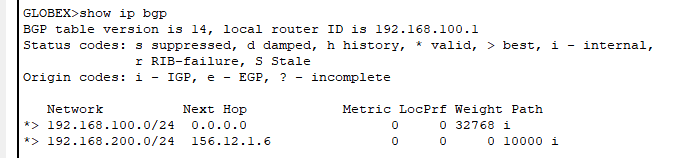 GLOBEX>show ip bgp
BGP table version is 14, local router ID is 192.168.100.1
Status codes: s suppressed, d damped, h history, * valid, > best, i - internal,
              r RIB-failure, S Stale
Origin codes: i - IGP, e - EGP, ? - incomplete

   Network          Next Hop            Metric LocPrf Weight Path
*> 192.168.100.0/24  0.0.0.0                  0     0 32768 i
*> 192.168.200.0/24  156.12.1.6               0     0     0 10000 i